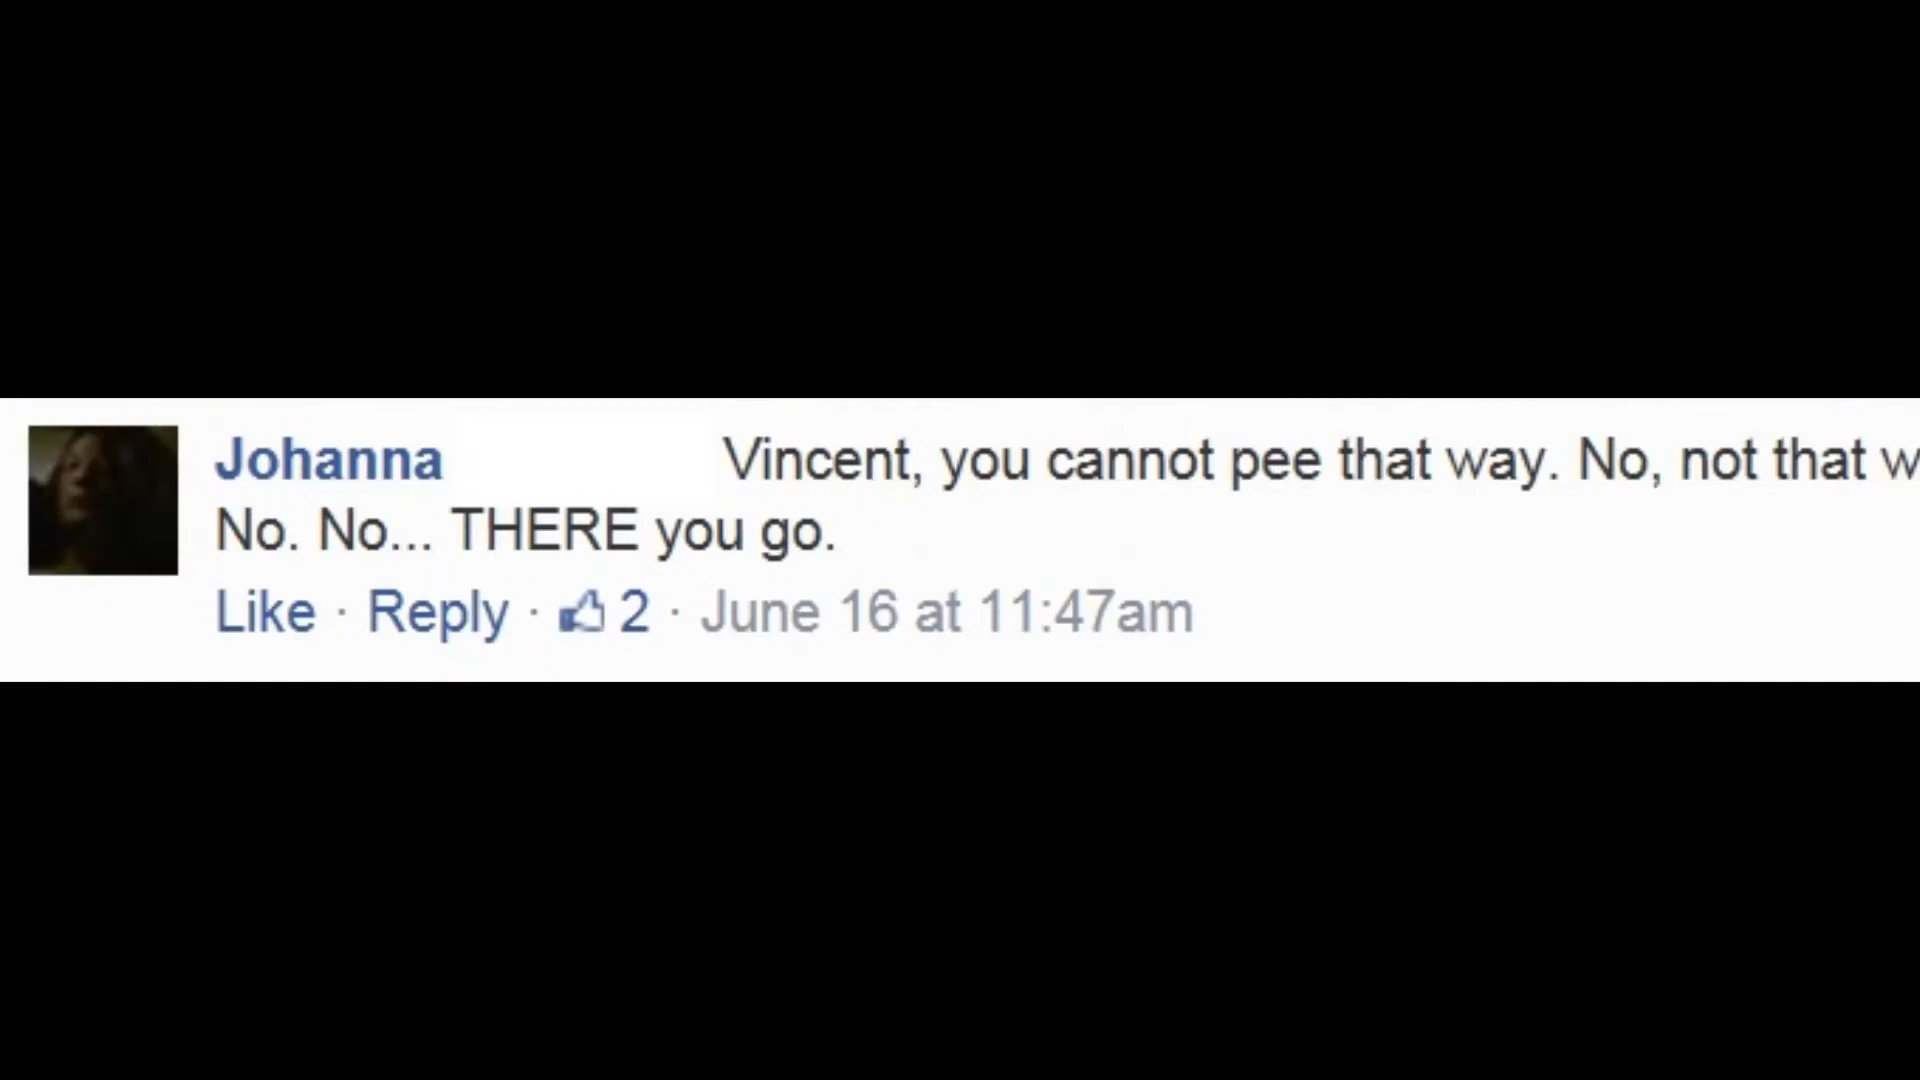 Johanna Vincent, you cannot pee that way. No, not that w
No. No... THERE you go.
Like · Reply · 2 · June 16 at 11:47am